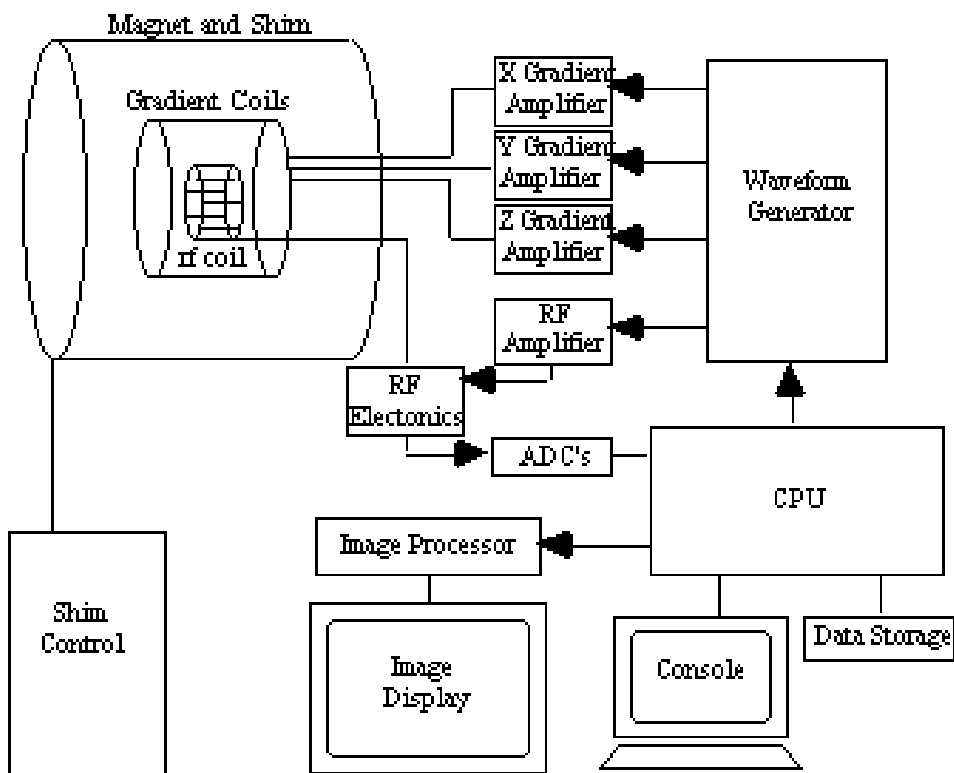 Magnet and Shim
Gradient Coils
rf coil
X Gradient
Amplifier
Y Gradient
Amplifier
Z Gradient
Amplifier
RF
Amplifier
Waveform
Generator
RF
Electonics
ADC's
CPU
Image Processor
Shim
Control
Image
Display
Console
Data Storage